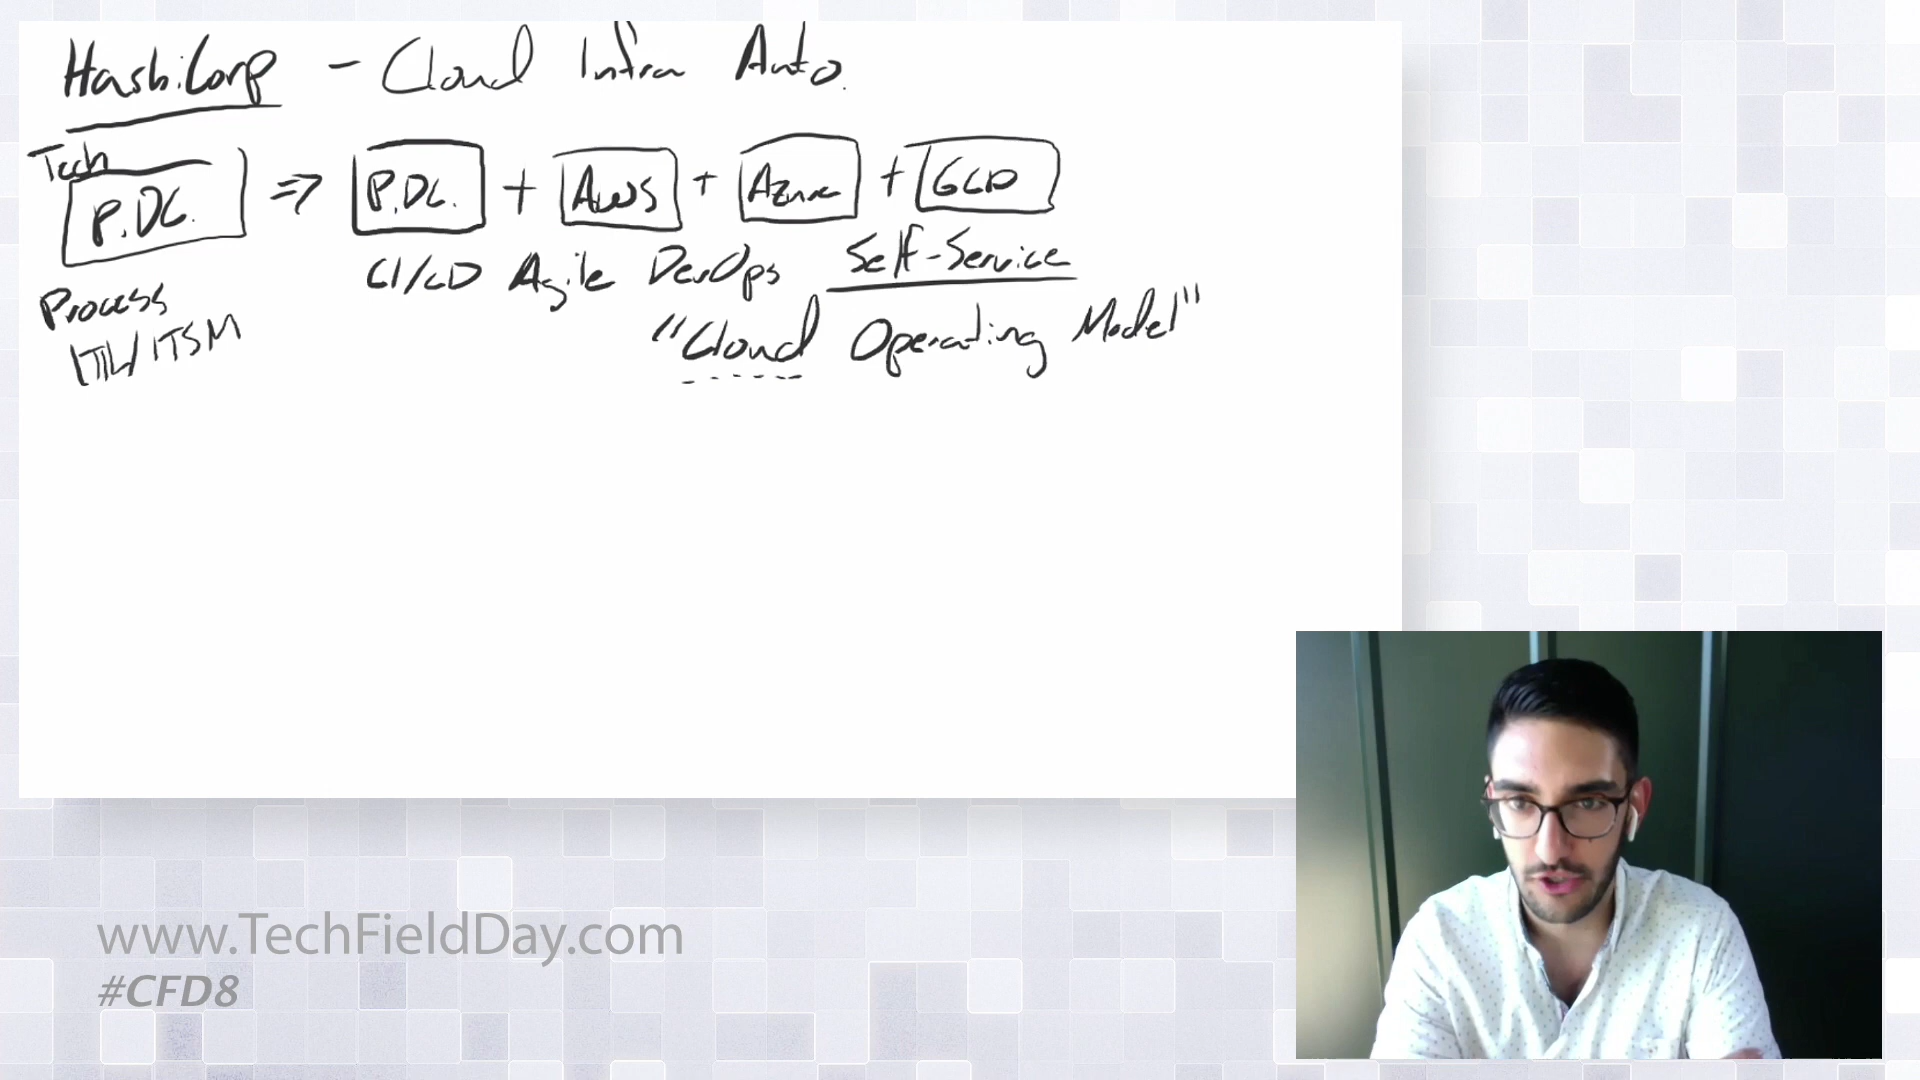 HashiCorp - Cloud Infra Auto.
Tech
P.DC. => P.DC. + AWS + Azure + GCP
CI/CD Agile DevOps Self-Service
Process
ITIL/ITSM
"Cloud Operating Model"
www.TechFieldDay.com
#CFD8